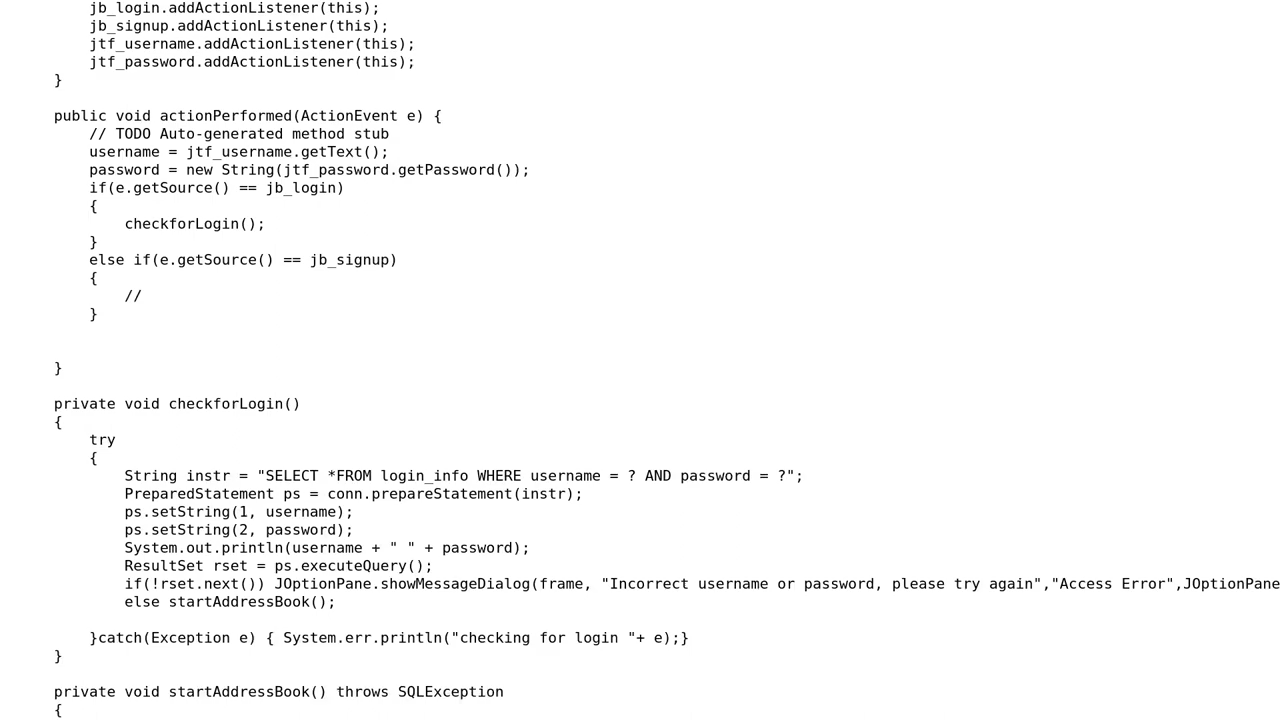 jb_login.addActionListener(this);
jb_signup.addActionListener(this);
jtf_username.addActionListener(this);
jtf_password.addActionListener(this);
}
public void actionPerformed(ActionEvent e) {
// TODO Auto-generated method stub
username = jtf_username.getText();
password = new String(jtf_password.getPassword());
if(e.getSource() == jb_login)
{
checkforLogin();
}
else if(e.getSource() == jb_signup)
{
//
}
}
private void checkforLogin()
{
try
{
String instr = "SELECT *FROM login_info WHERE username = ? AND password = ?";
PreparedStatement ps = conn.prepareStatement(instr);
ps.setString(1, username);
ps.setString(2, password);
System.out.println(username + " " + password);
ResultSet rset = ps.executeQuery();
if(!rset.next()) JOptionPane.showMessageDialog(frame, "Incorrect username or password, please try again","Access Error",JOptionPane
else startAddressBook();
}catch(Exception e) { System.err.println("checking for login "+ e);}
}
private void startAddressBook() throws SQLException
{